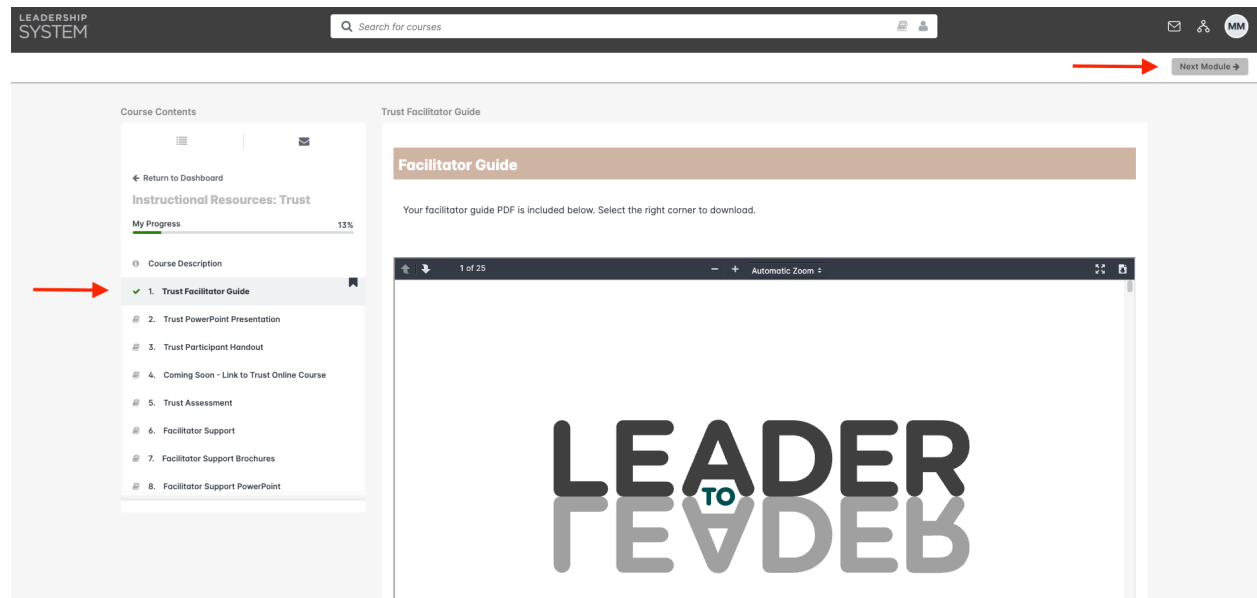 LEADERSHIP
SYSTEM
Search for courses
MM
Next Module →
Course Contents
Trust Facilitator Guide
← Return to Dashboard
Instructional Resources: Trust
My Progress 13%
Course Description
1. Trust Facilitator Guide
2. Trust PowerPoint Presentation
3. Trust Participant Handout
4. Coming Soon - Link to Trust Online Course
5. Trust Assessment
6. Facilitator Support
7. Facilitator Support Brochures
8. Facilitator Support PowerPoint
Facilitator Guide
Your facilitator guide PDF is included below. Select the right corner to download.
1 of 25 − + Automatic Zoom
LEADER
TO
LEADER